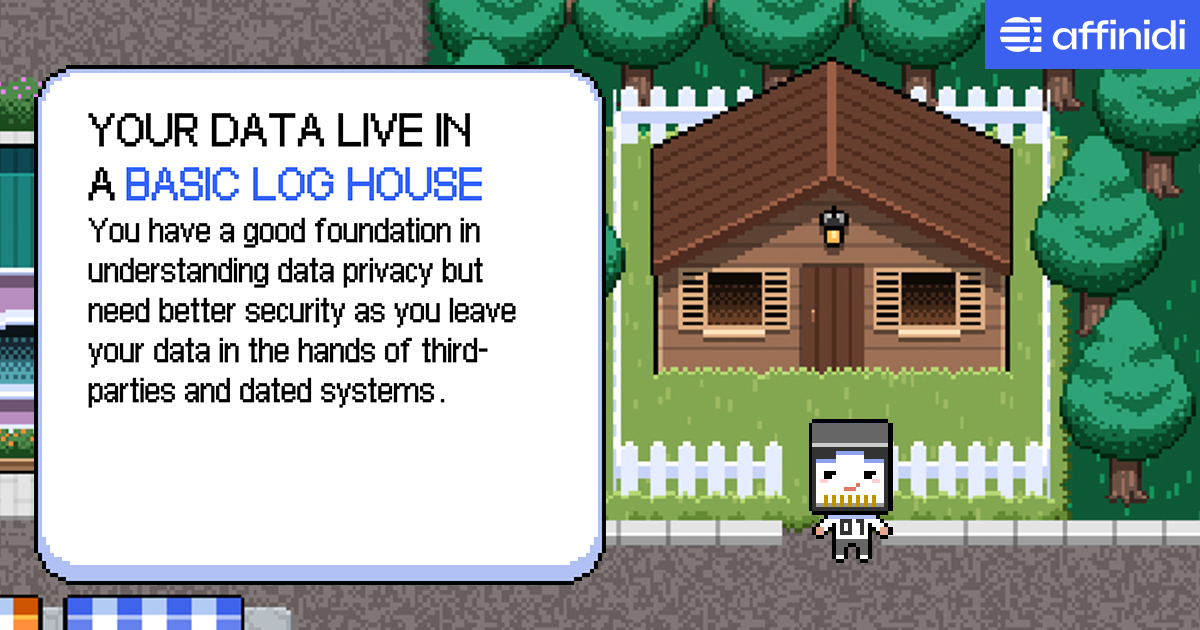 affinidi
YOUR DATA LIVE IN
A BASIC LOG HOUSE
You have a good foundation in
understanding data privacy but
need better security as you leave
your data in the hands of third-
parties and dated systems.
01